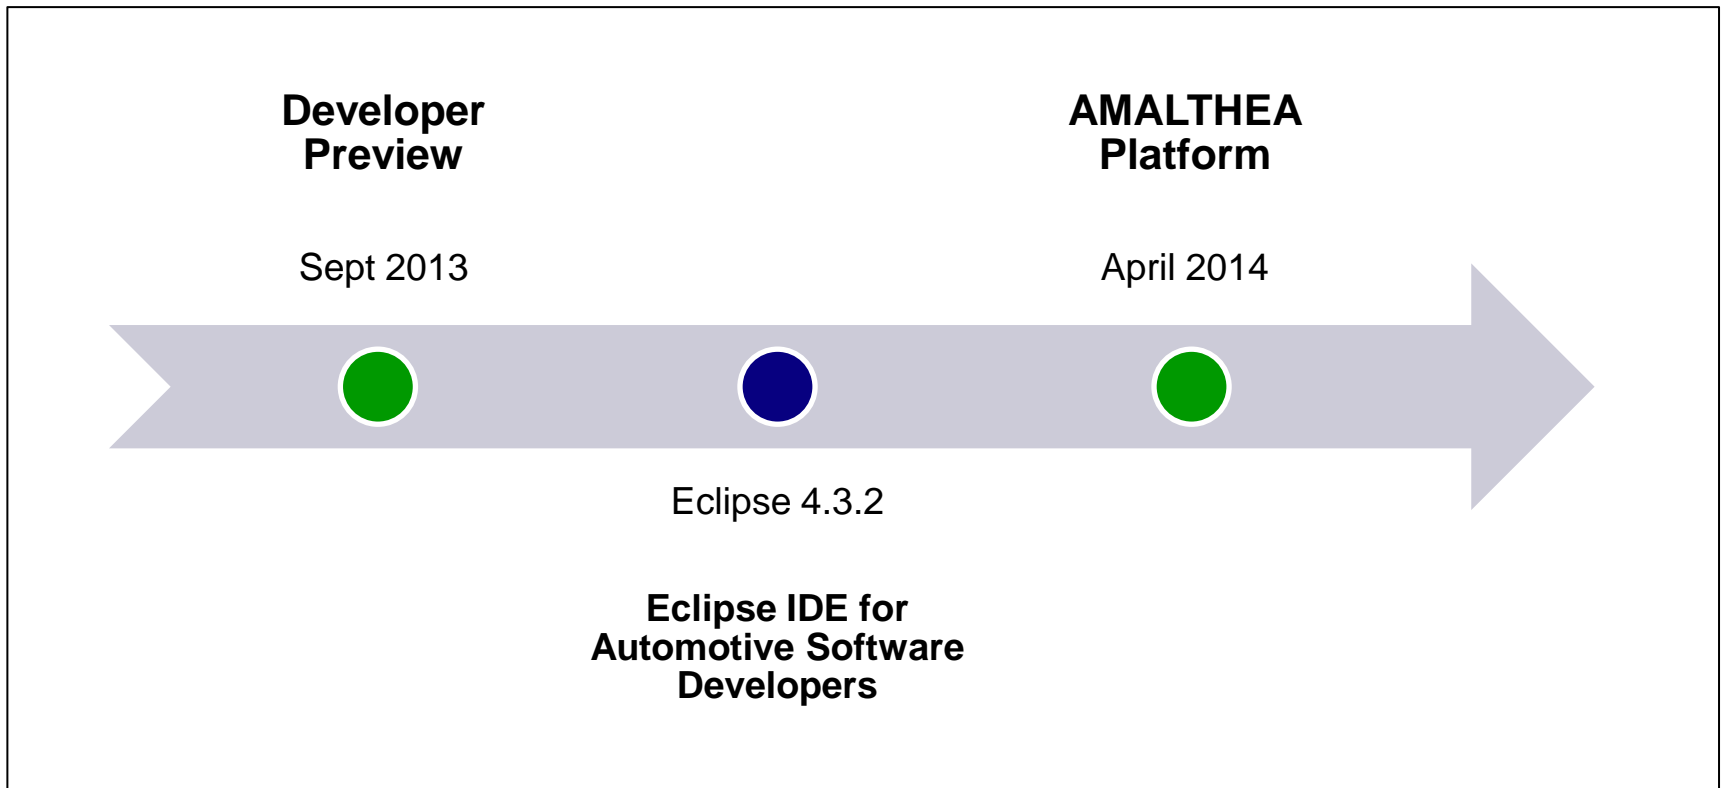 Developer
Preview
Sept 2013
AMALTHEA
Platform
April 2014
Eclipse 4.3.2
Eclipse IDE for
Automotive Software
Developers